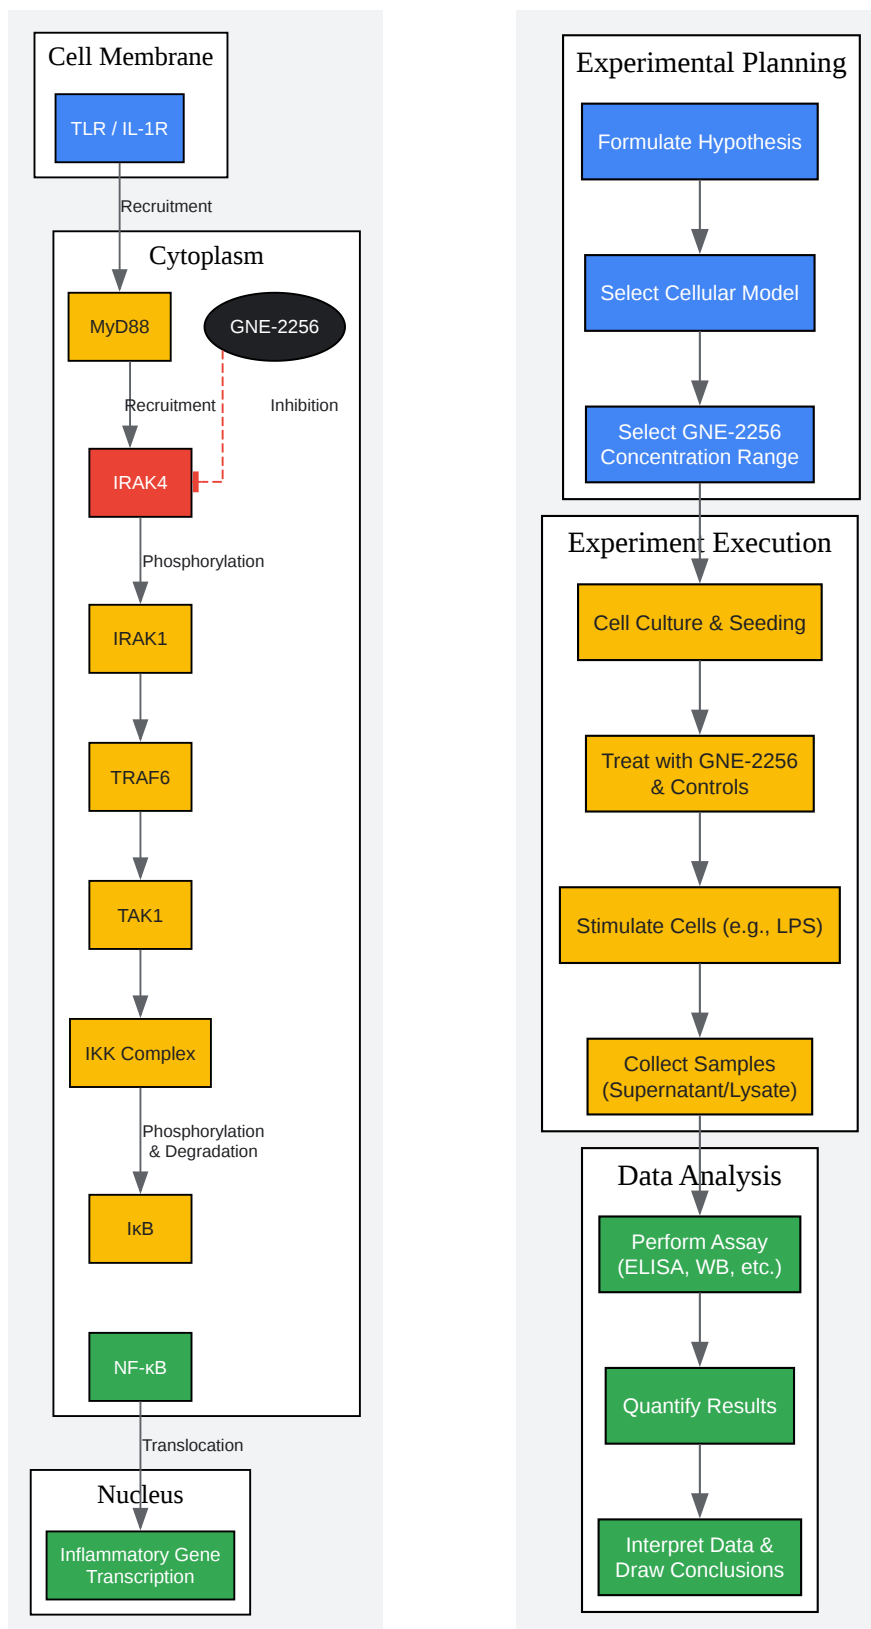 Cell Membrane
TLR / IL-1R
Recruitment
Cytoplasm
MyD88
GNE-2256
Recruitment
Inhibition
IRAK4
Phosphorylation
IRAK1
TRAF6
TAK1
IKK Complex
Phosphorylation
& Degradation
IκB
NF-κB
Translocation
Nucleus
Inflammatory Gene
Transcription
Experimental Planning
Formulate Hypothesis
Select Cellular Model
Select GNE-2256
Concentration Range
Experiment Execution
Cell Culture & Seeding
Treat with GNE-2256
& Controls
Stimulate Cells (e.g., LPS)
Collect Samples
(Supernatant/Lysate)
Data Analysis
Perform Assay
(ELISA, WB, etc.)
Quantify Results
Interpret Data &
Draw Conclusions